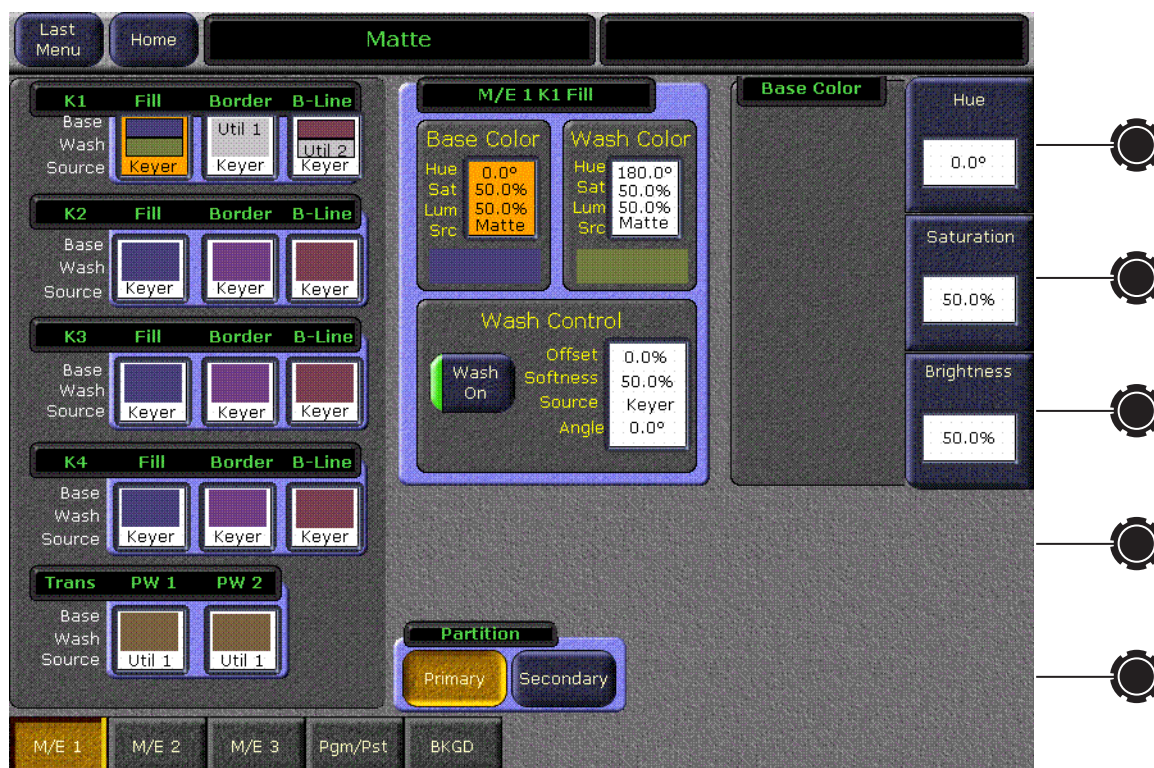 Last Menu
Home
Matte
K1 Fill Border B-Line
Base
Wash
Source
Util 1
Util 2
Keyer Keyer Keyer
K2 Fill Border B-Line
Base
Wash
Source
Keyer Keyer Keyer
K3 Fill Border B-Line
Base
Wash
Source
Keyer Keyer Keyer
K4 Fill Border B-Line
Base
Wash
Source
Keyer Keyer Keyer
Trans PW 1 PW 2
Base
Wash
Source
Util 1 Util 1
M/E 1 K1 Fill
Base Color
Hue 0.0°
Sat 50.0%
Lum 50.0%
Src Matte
Wash Color
Hue 180.0°
Sat 50.0%
Lum 50.0%
Src Matte
Wash Control
Wash On
Offset 0.0%
Softness 50.0%
Source Keyer
Angle 0.0°
Partition
Primary Secondary
Base Color
Hue
0.0°
Saturation
50.0%
Brightness
50.0%
M/E 1 M/E 2 M/E 3 Pgm/Pst BKGD